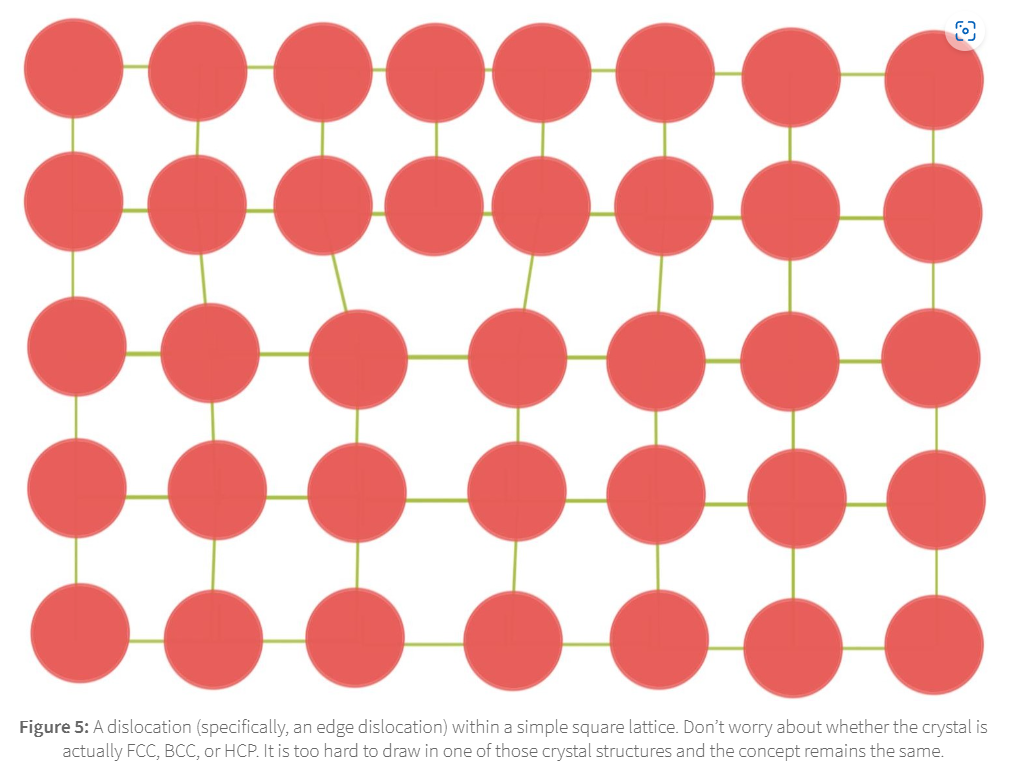 Figure 5: A dislocation (specifically, an edge dislocation) within a simple square lattice. Don’t worry about whether the crystal is
actually FCC, BCC, or HCP. It is too hard to draw in one of those crystal structures and the concept remains the same.